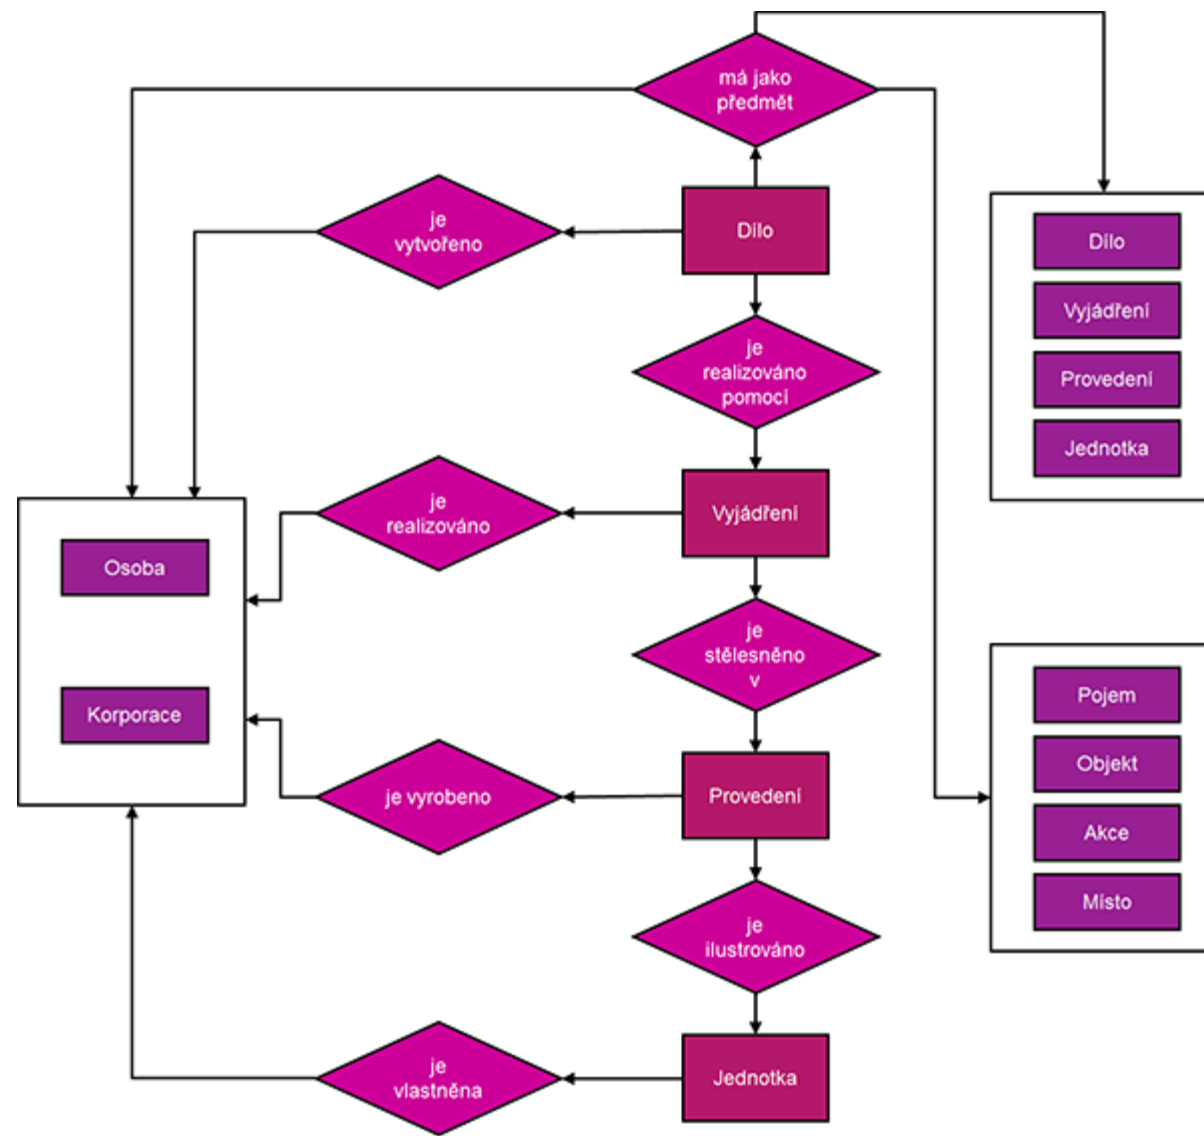 má jako
předmět
je
vytvořeno
Dílo
Dílo
Vyjádření
Provedení
Jednotka
je
realizováno
pomocí
je
realizováno
Vyjádření
Osoba
Korporace
je
stělesněno
v
Pojem
Objekt
Akce
Místo
je vyrobeno
Provedení
je
ilustrováno
je
vlastněna
Jednotka